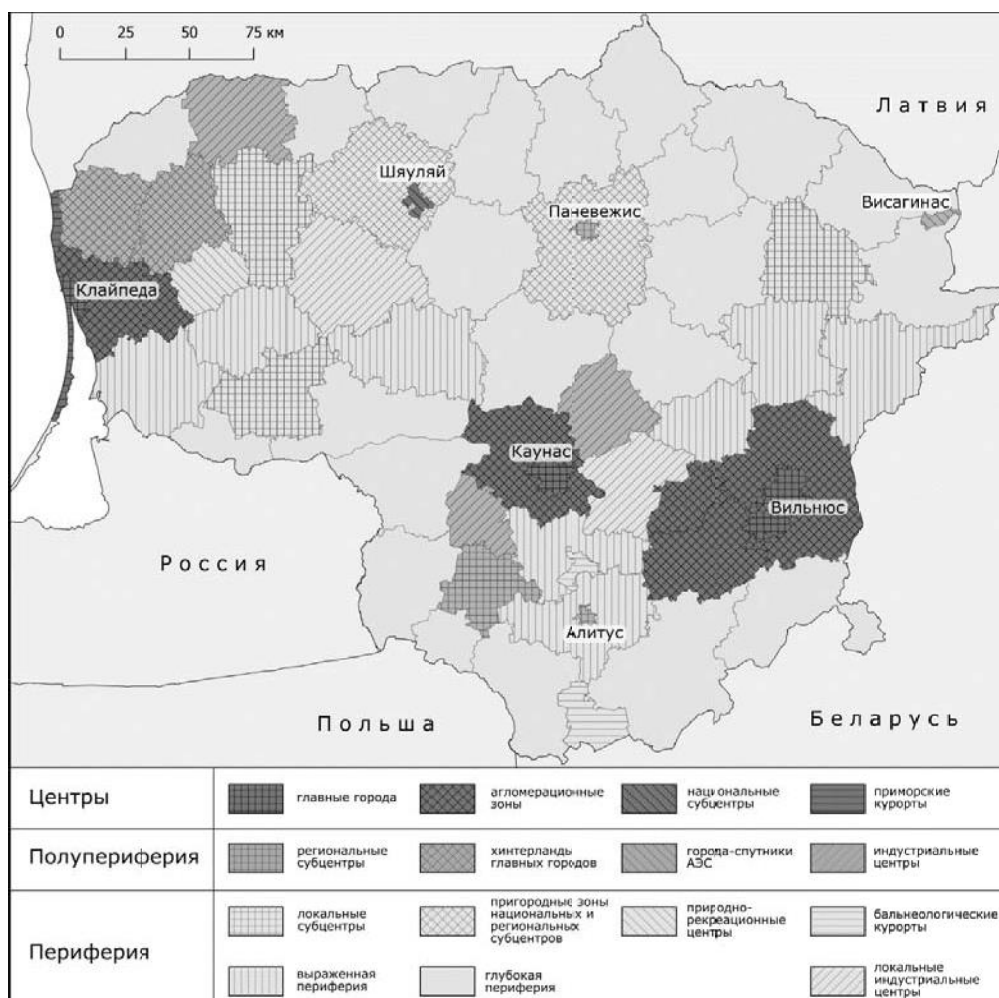 0 25 50 75 км
Латвия
Шяуляй
Паневежис
Висагинас
Клайпеда
Каунас
Вильнюс
Россия
Алитус
Польша
Беларусь
Центры
главные города
агломерационные
зоны
национальные
субцентры
приморские
курорты
Полупериферия
региональные
субцентры
хинтерланды
главных городов
города-спутники
АЭС
индустриальные
центры
Периферия
локальные
субцентры
пригородные зоны
национальных и
региональных
субцентров
природно-
рекреационные
центры
бальнеологические
курорты
выраженная
периферия
глубокая
периферия
локальные
индустриальные
центры